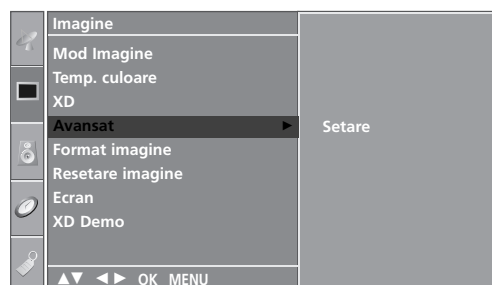 Imagine
Mod Imagine
Temp. culoare
XD
Avansat ► Setare
Format imagine
Resetare imagine
Ecran
XD Demo
▲▼ ◄► OK MENU